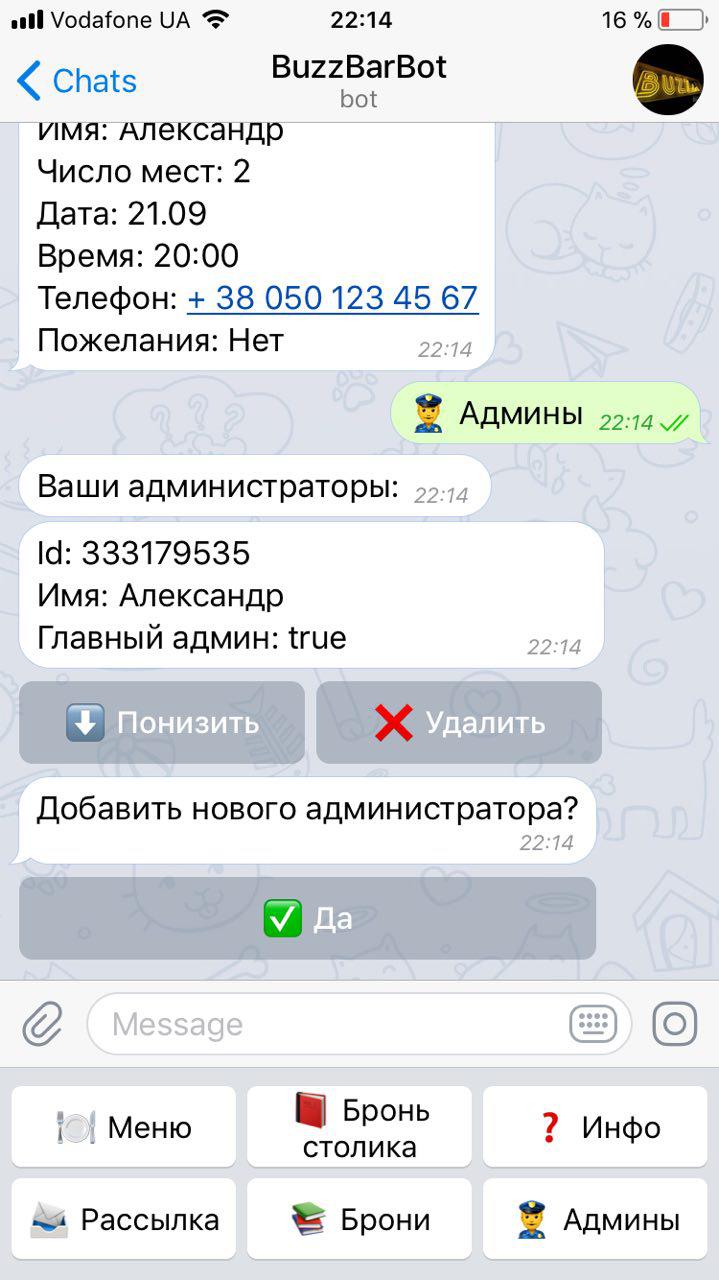 Vodafone UA
22:14
16 %
Chats
BuzzBarBot
bot
Имя: Александр
Число мест: 2
Дата: 21.09
Время: 20:00
Телефон: + 38 050 123 45 67
Пожелания: Нет
22:14
Админы 22:14
Ваши администраторы: 22:14
Id: 333179535
Имя: Александр
Главный админ: true
22:14
Понизить
Удалить
Добавить нового администратора?
22:14
Да
Message
Меню
Бронь
столика
Инфо
Рассылка
Брони
Админы